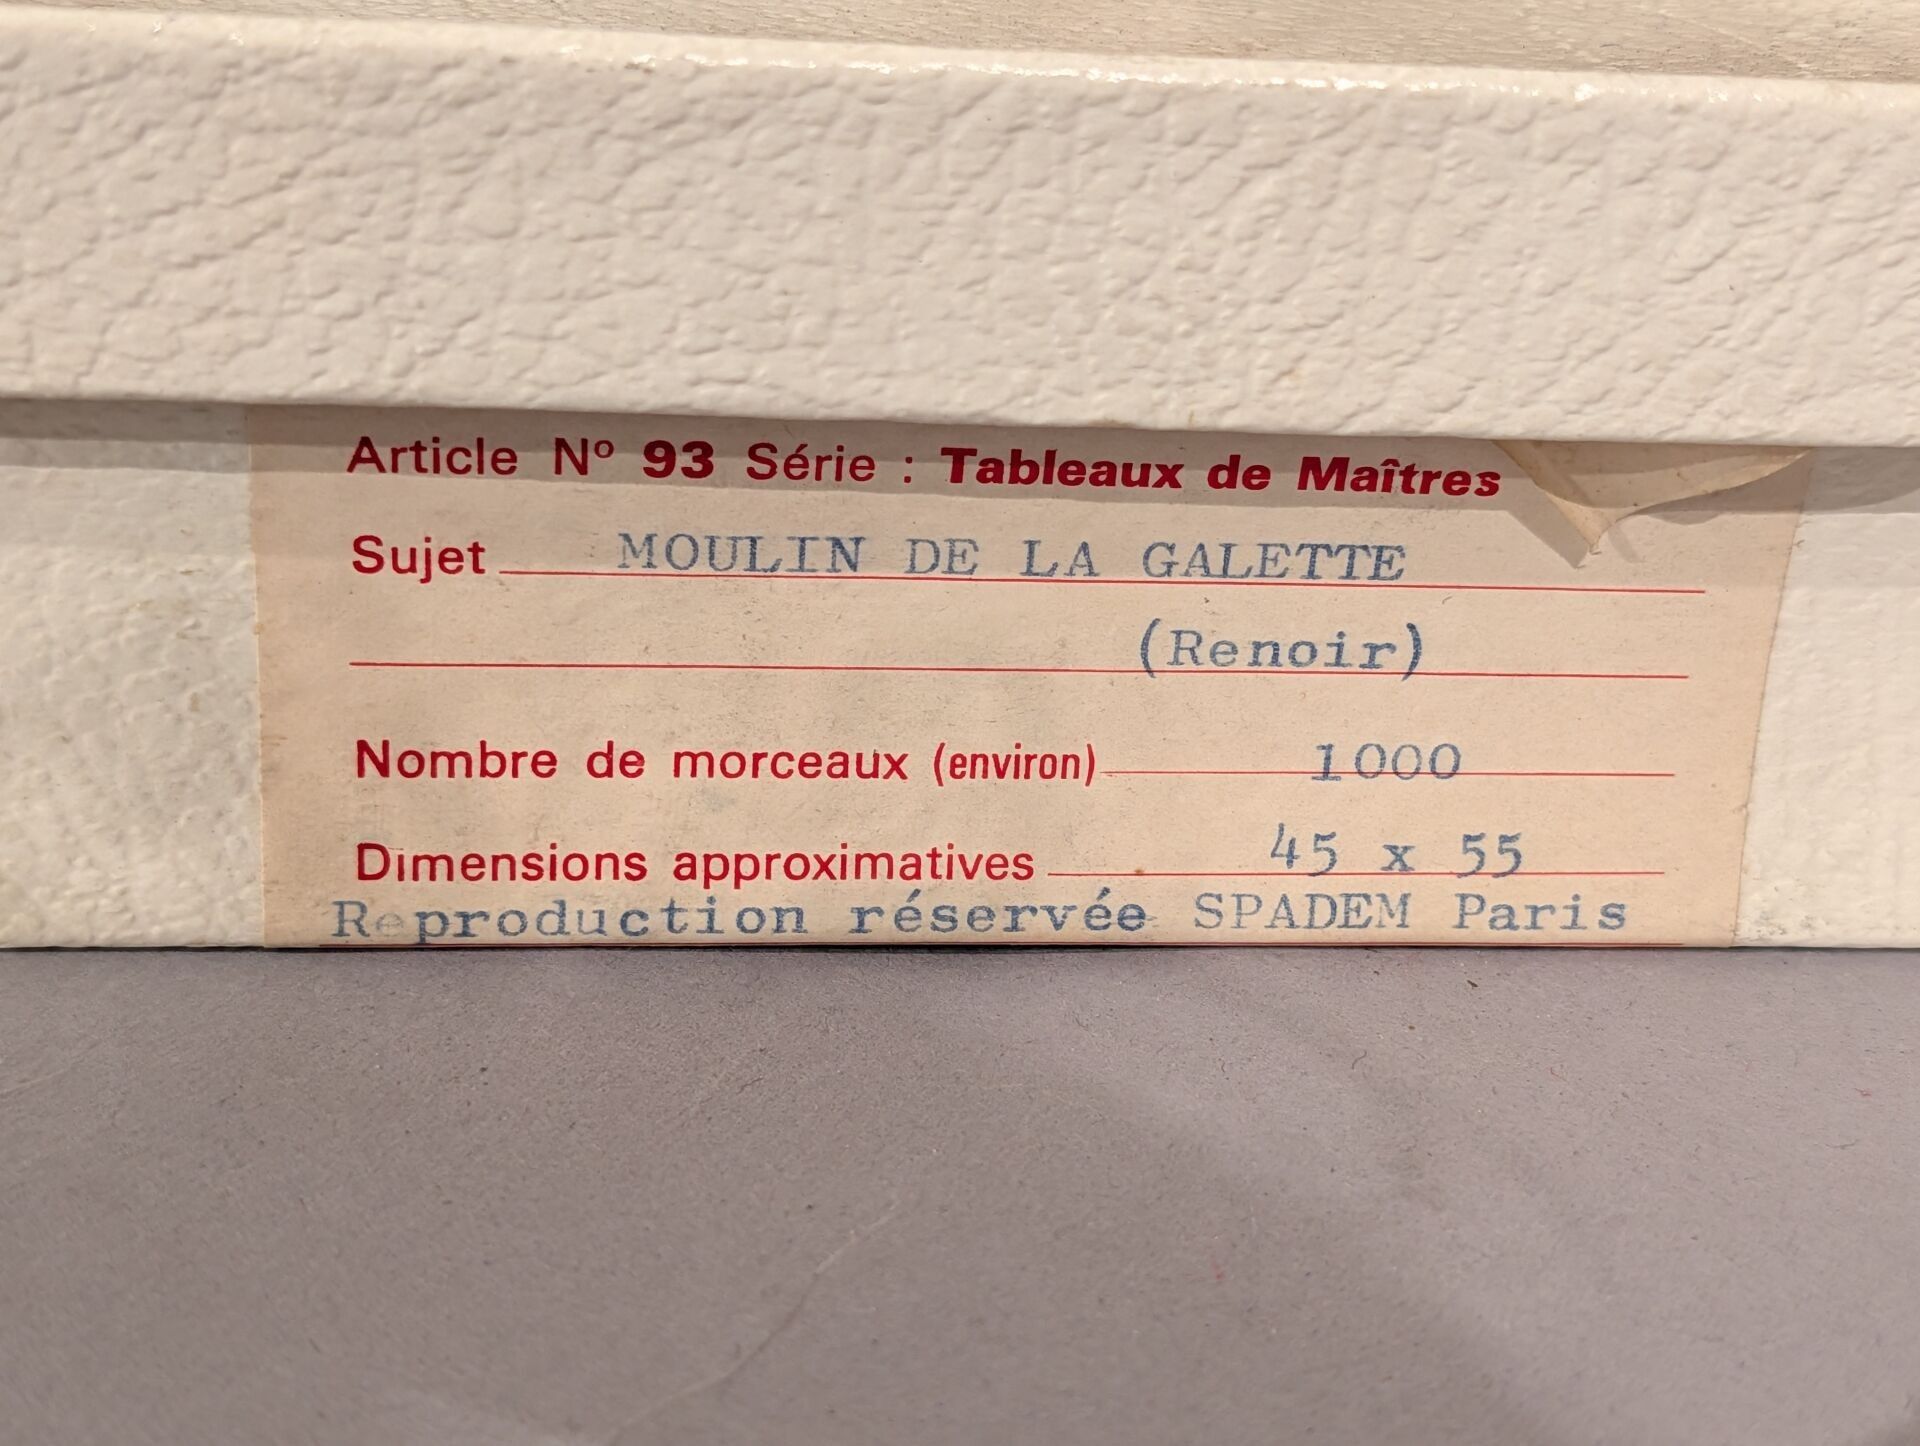 Article Nº 93 Série : Tableaux de Maîtres
Sujet MOULIN DE LA GALETTE
(Renoir)
Nombre de morceaux (environ) 1000
Dimensions approximatives 45 x 55
Reproduction réservée SPADEM Paris